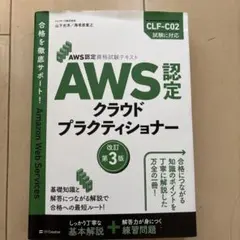 合格を徹底サポート!
Amazon Web Services
CLF-C02
試験に対応
AWS認定資格試験テキスト
AWS認定
クラウド
プラクティショナー
改訂
第3版
合格につながる
知識のポイントを
丁寧に解説した
万全の一冊!
基礎知識と
解答につながる解説で
合格への最短ルート!
しっかり丁寧な
基本解説
+
解答力が身につく
練習問題